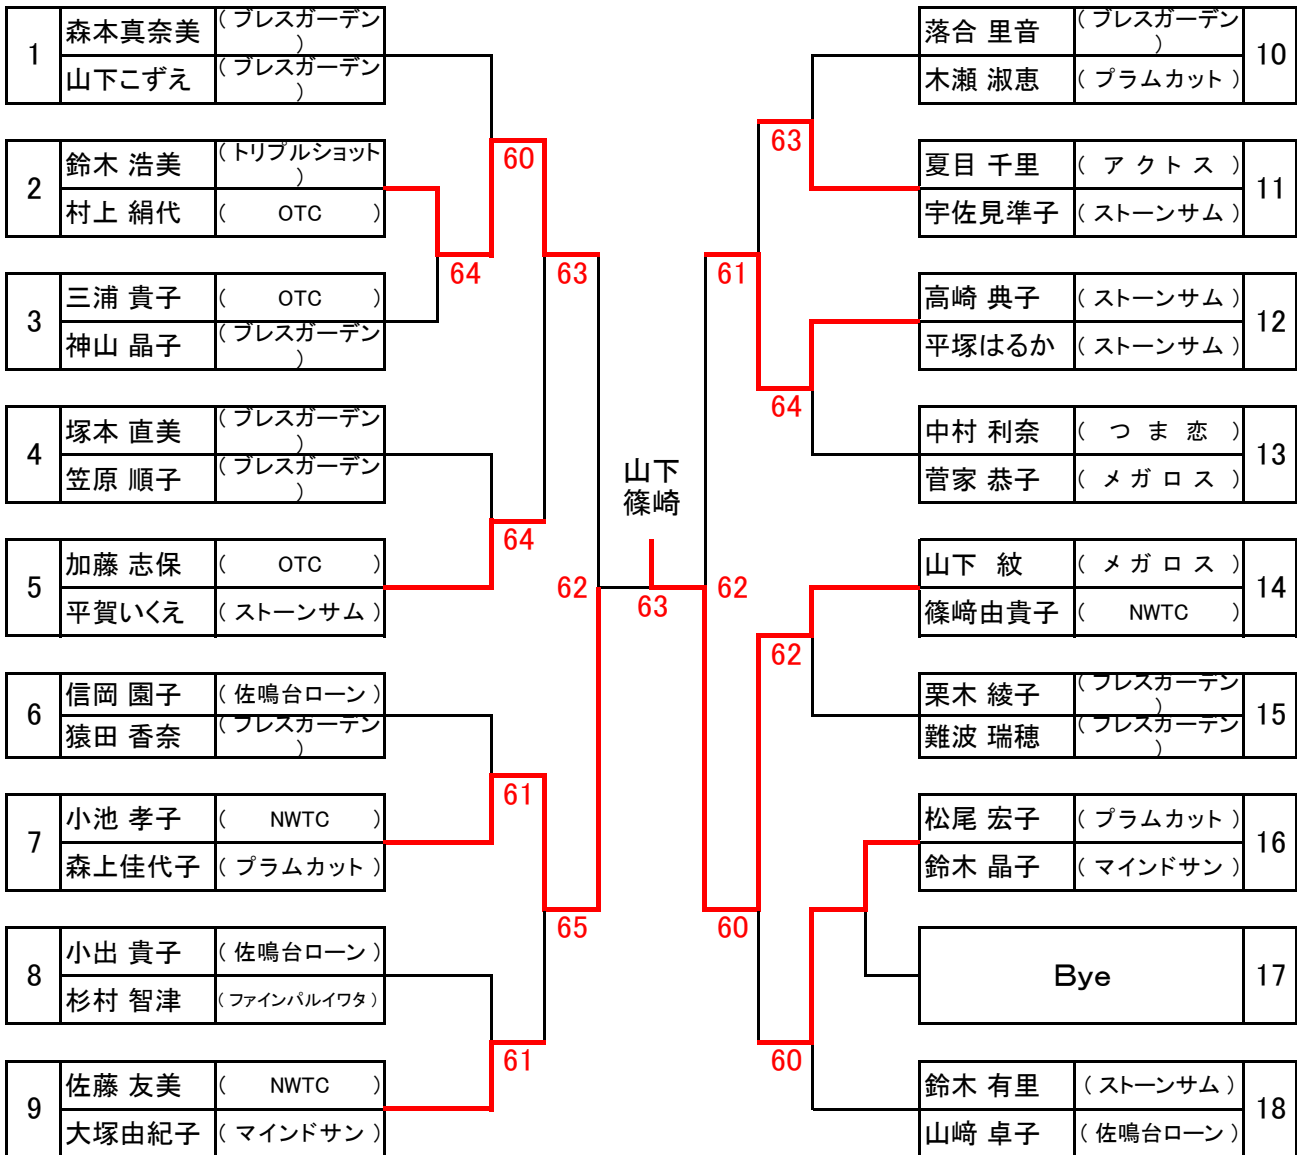 1
森本真奈美
( ブレスガーデン )
山下こずえ
( ブレスガーデン )
2
鈴木 浩美
( トリプルショット )
村上 絹代
( OTC )
3
三浦 貴子
( OTC )
神山 晶子
( ブレスガーデン )
4
塚本 直美
( ブレスガーデン )
笠原 順子
( ブレスガーデン )
5
加藤 志保
( OTC )
平賀いくえ
( ストーンサム )
6
信岡 園子
( 佐鳴台ローン )
猿田 香奈
( ブレスガーデン )
7
小池 孝子
( NWTC )
森上佳代子
( プラムカット )
8
小出 貴子
( 佐鳴台ローン )
杉村 智津
( ファインパルイワタ )
9
佐藤 友美
( NWTC )
大塚由紀子
( マインドサン )
60
64
63
64
62
61
65
61
山下
篠崎
63
63
61
64
62
62
60
60
落合 里音
( ブレスガーデン )
木瀬 淑恵
( プラムカット )
10
夏目 千里
( アクトス )
宇佐見準子
( ストーンサム )
11
高崎 典子
( ストーンサム )
平塚はるか
( ストーンサム )
12
中村 利奈
( つま恋 )
菅家 恭子
( メガロス )
13
山下 紋
( メガロス )
篠﨑由貴子
( NWTC )
14
栗木 綾子
( ブレスガーデン )
難波 瑞穂
( ブレスガーデン )
15
松尾 宏子
( プラムカット )
鈴木 晶子
( マインドサン )
16
Bye
17
鈴木 有里
( ストーンサム )
山﨑 卓子
( 佐鳴台ローン )
18